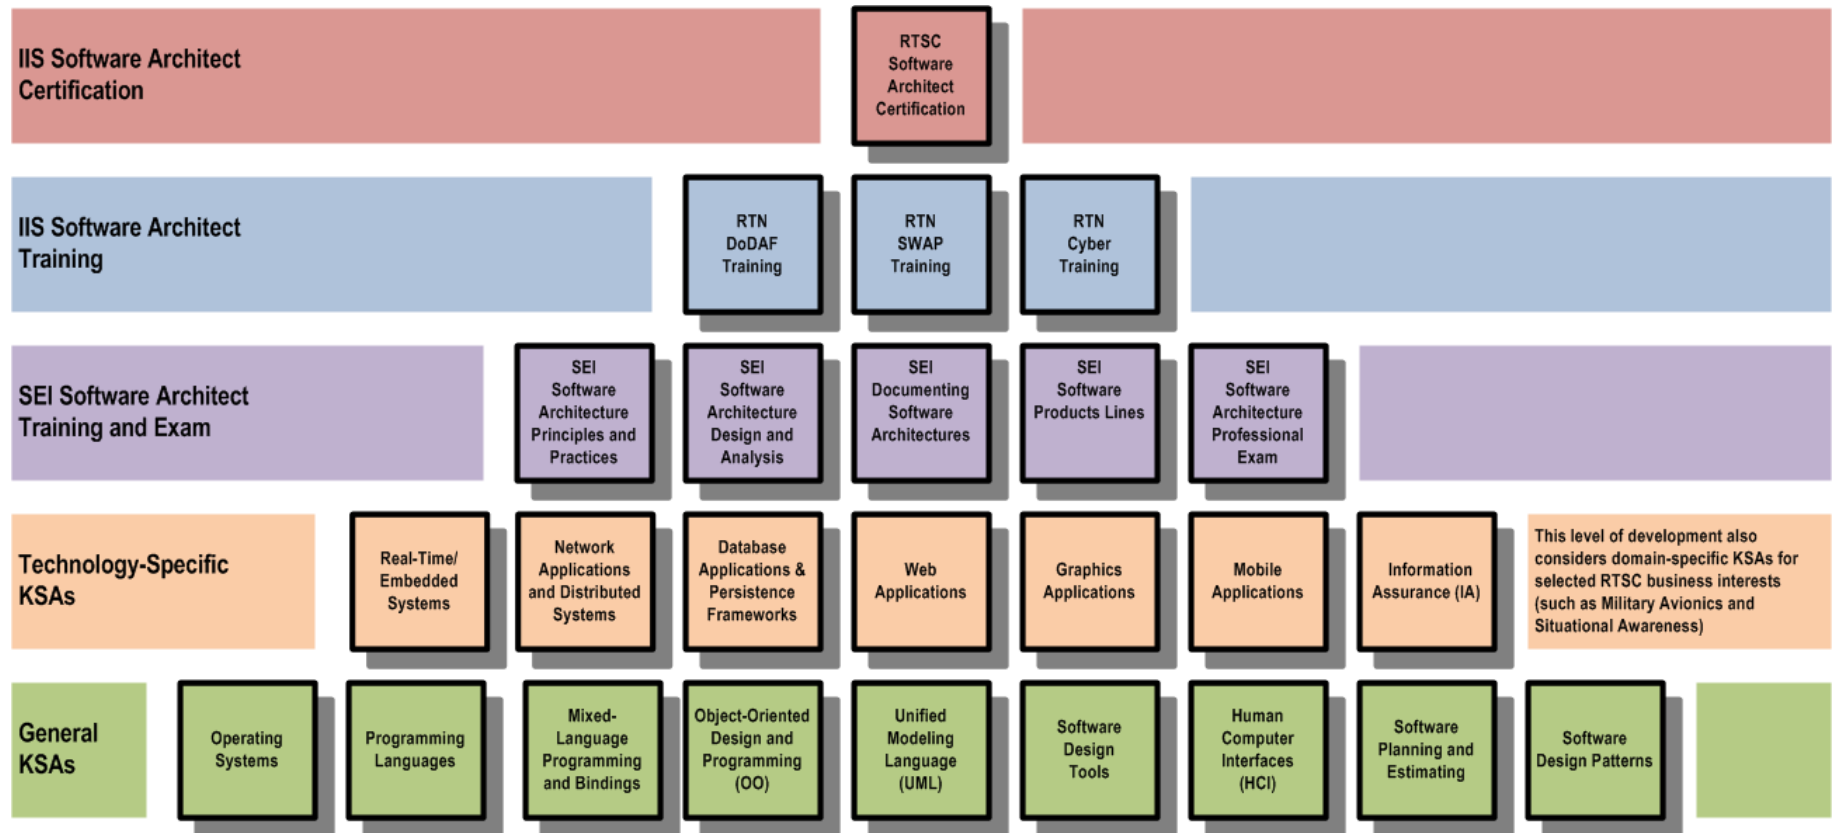 IIS Software Architect
Certification
RTSC
Software
Architect
Certification
IIS Software Architect
Training
RTN
DoDAF
Training
RTN
SWAP
Training
RTN
Cyber
Training
SEI Software Architect
Training and Exam
SEI
Software
Architecture
Principles and
Practices
SEI
Software
Architecture
Design and
Analysis
SEI
Documenting
Software
Architectures
SEI
Software
Products Lines
SEI
Software
Architecture
Professional
Exam
Technology-Specific
KSAs
Real-Time/
Embedded
Systems
Network
Applications
and Distributed
Systems
Database
Applications &
Persistence
Frameworks
Web
Applications
Graphics
Applications
Mobile
Applications
Information
Assurance (IA)
This level of development also
considers domain-specific KSAs for
selected RTSC business interests
(such as Military Avionics and
Situational Awareness)
General
KSAs
Operating
Systems
Programming
Languages
Mixed-
Language
Programming
and Bindings
Object-Oriented
Design and
Programming
(OO)
Unified
Modeling
Language
(UML)
Software
Design
Tools
Human
Computer
Interfaces
(HCI)
Software
Planning and
Estimating
Software
Design Patterns